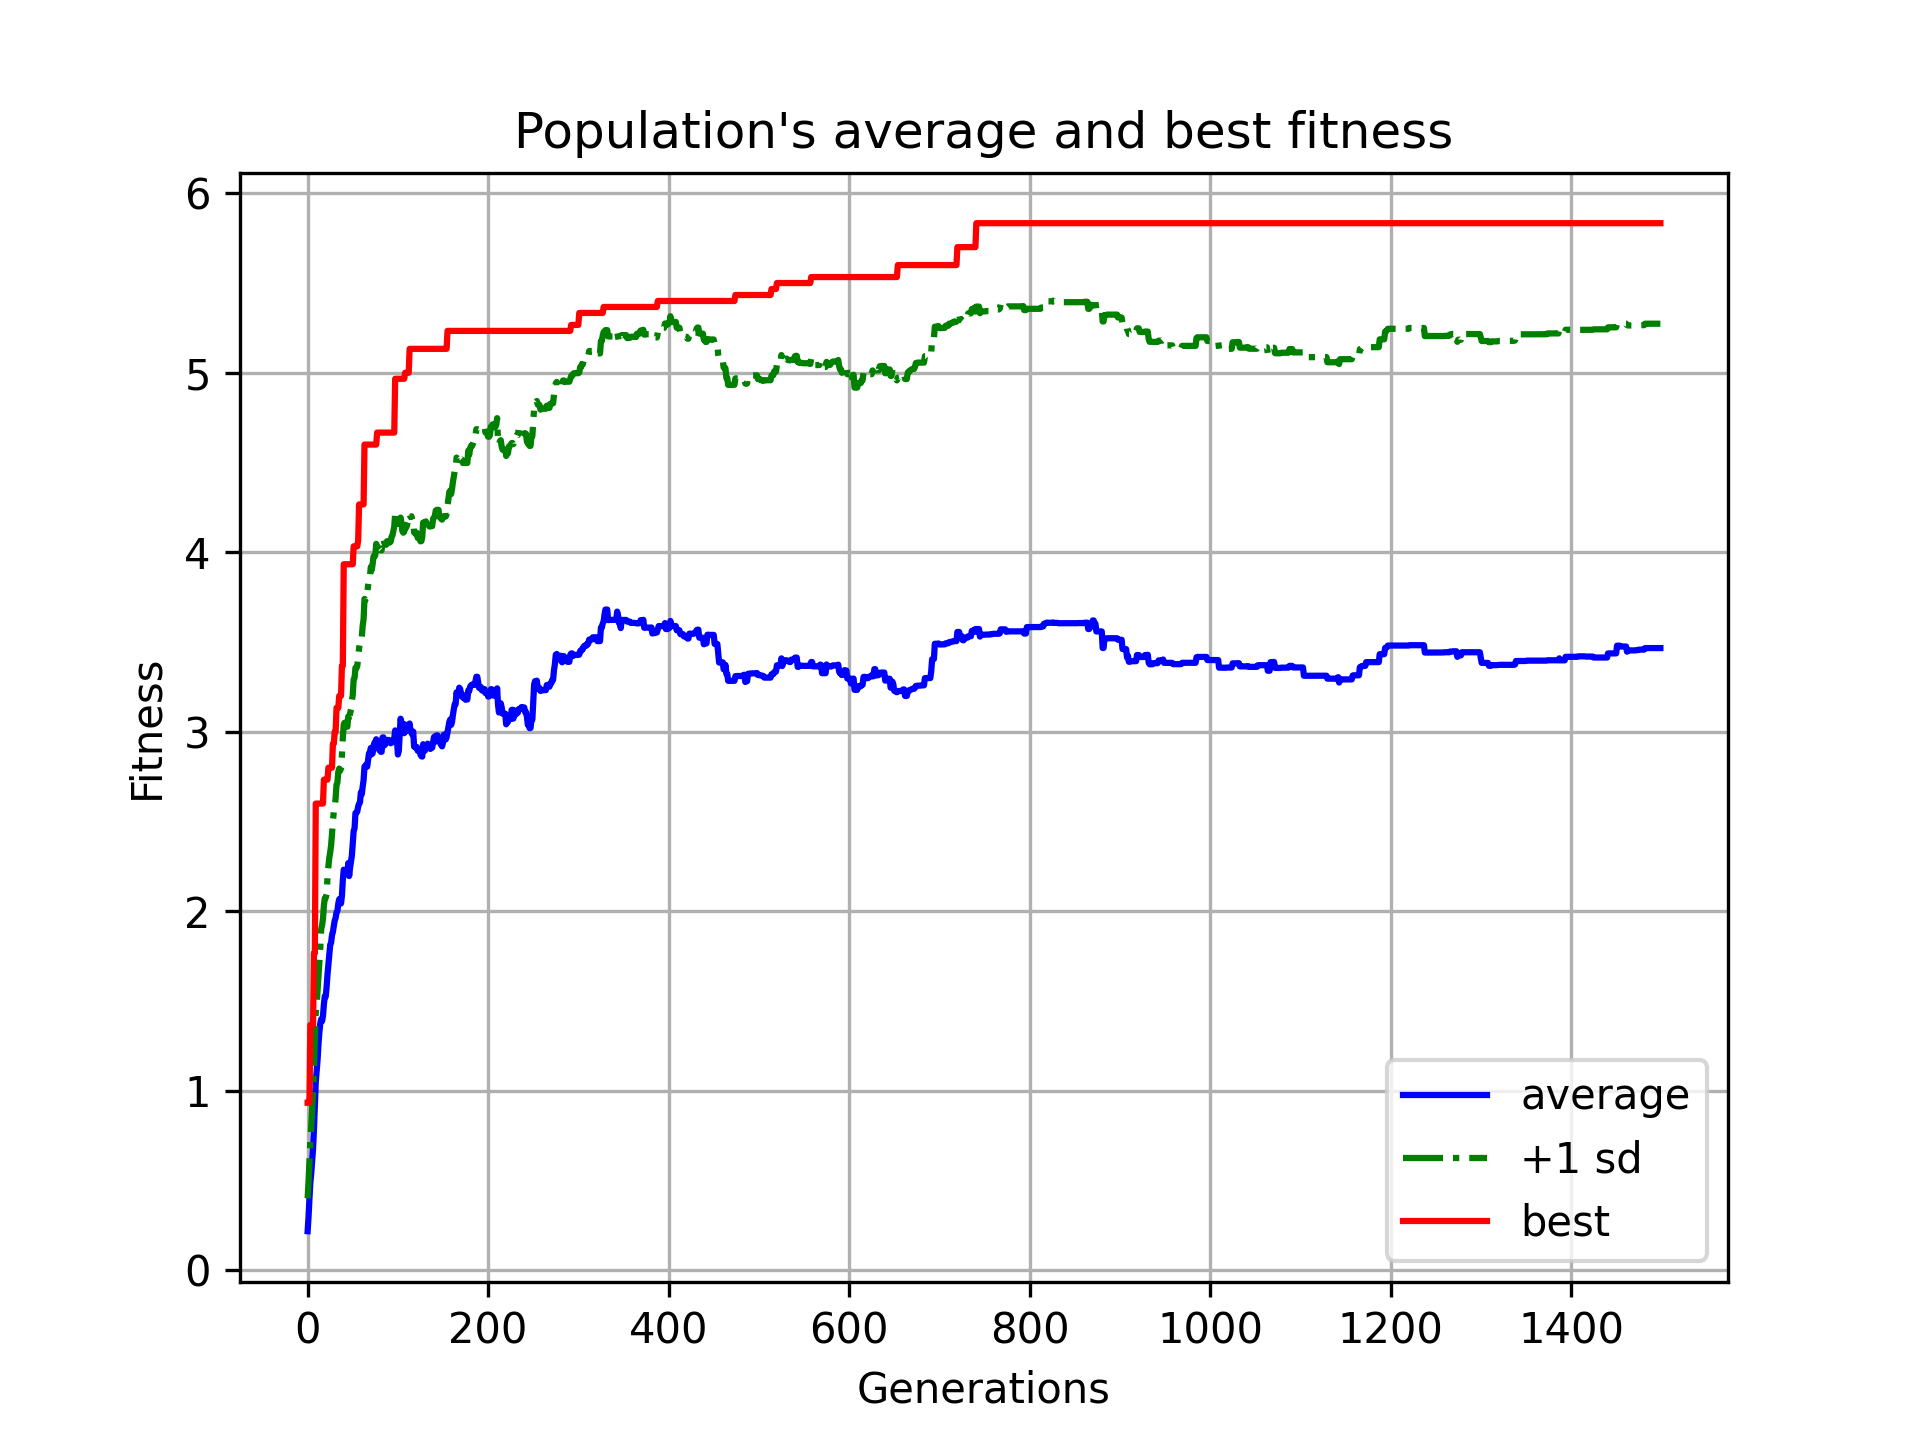 Population's average and best fitness
6
5
4
3
2
1
0
Fitness
0 200 400 600 800 1000 1200 1400
Generations
average
+1 sd
best